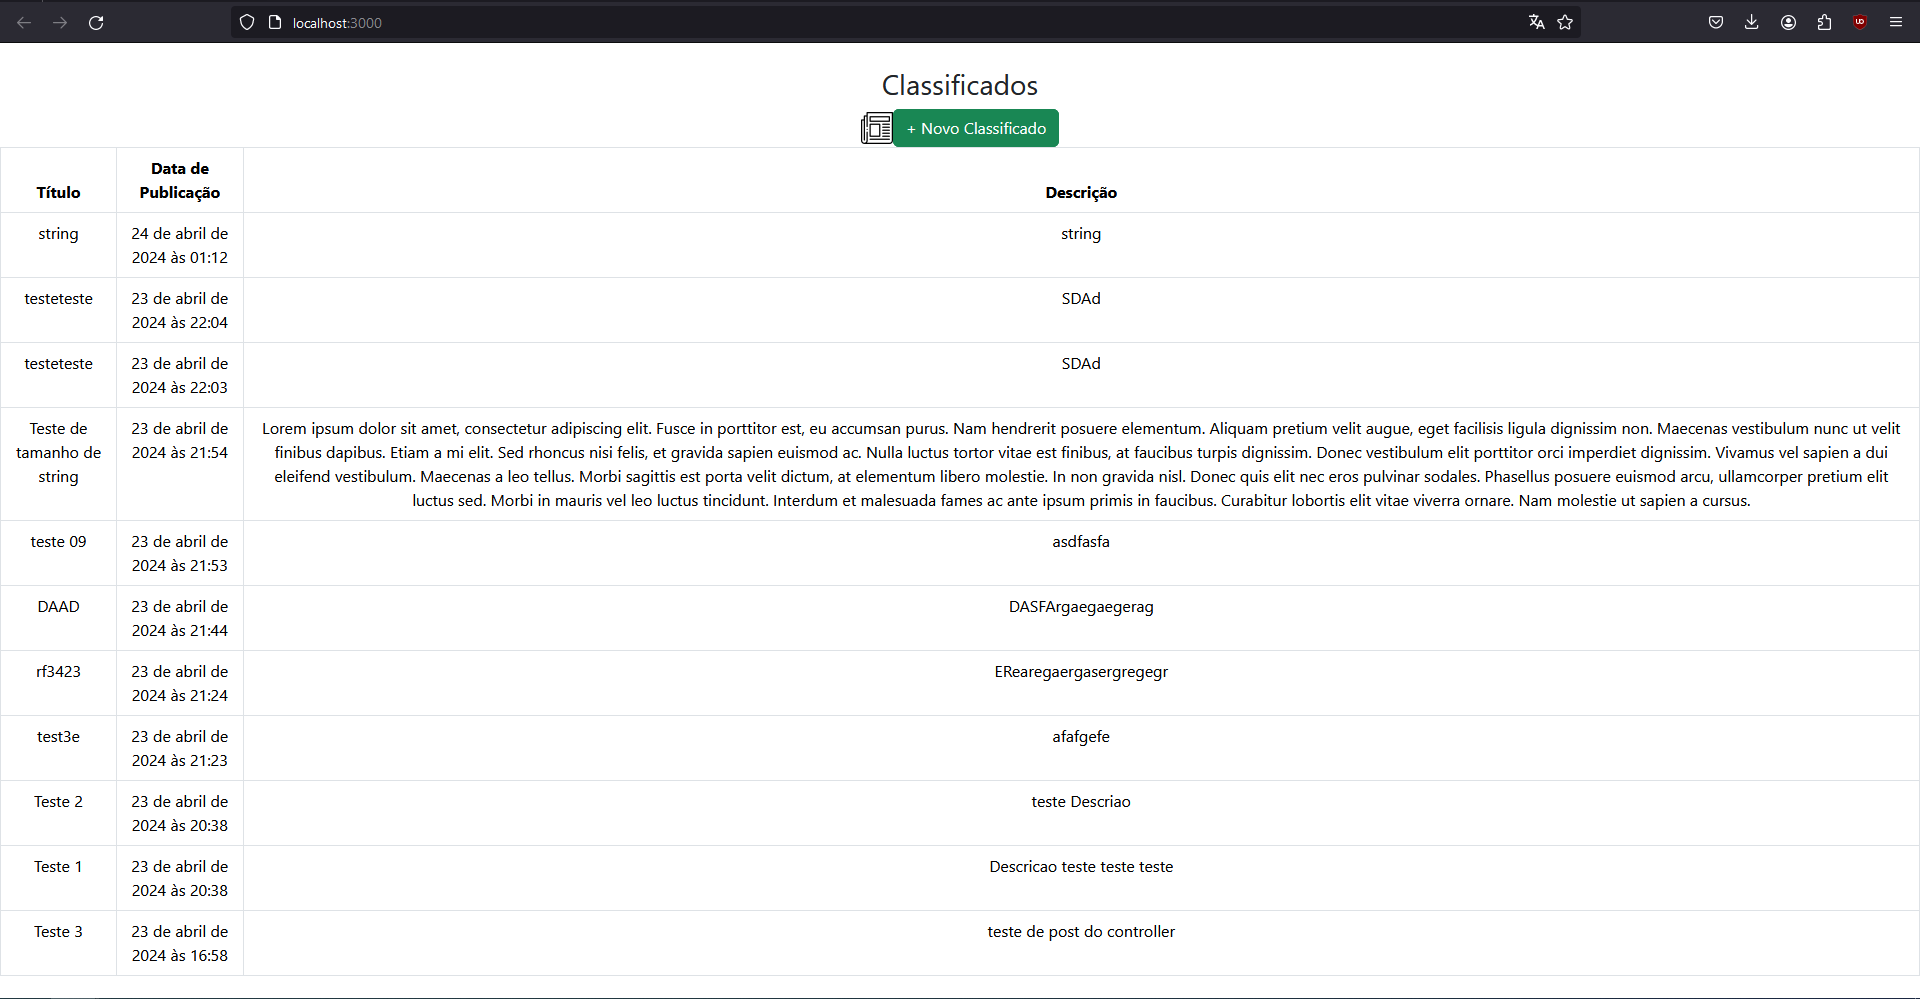 localhost:3000
Classificados
+ Novo Classificado
Título
Data de
Publicação
Descrição
string
24 de abril de
2024 às 01:12
string
testeteste
23 de abril de
2024 às 22:04
SDAd
testeteste
23 de abril de
2024 às 22:03
SDAd
Teste de
tamanho de
string
23 de abril de
2024 às 21:54
Lorem ipsum dolor sit amet, consectetur adipiscing elit. Fusce in porttitor est, eu accumsan purus. Nam hendrerit posuere elementum. Aliquam pretium velit augue, eget facilisis ligula dignissim non. Maecenas vestibulum nunc ut velit
finibus dapibus. Etiam a mi elit. Sed rhoncus nisi felis, et gravida sapien euismod ac. Nulla luctus tortor vitae est finibus, at faucibus turpis dignissim. Donec vestibulum elit porttitor orci imperdiet dignissim. Vivamus vel sapien a dui
eleifend vestibulum. Maecenas a leo tellus. Morbi sagittis est porta velit dictum, at elementum libero molestie. In non gravida nisl. Donec quis elit nec eros pulvinar sodales. Phasellus posuere euismod arcu, ullamcorper pretium elit
luctus sed. Morbi in mauris vel leo luctus tincidunt. Interdum et malesuada fames ac ante ipsum primis in faucibus. Curabitur lobortis elit vitae viverra ornare. Nam molestie ut sapien a cursus.
teste 09
23 de abril de
2024 às 21:53
asdfasfa
DAAD
23 de abril de
2024 às 21:44
DASFArgaegaegerag
rf3423
23 de abril de
2024 às 21:24
ERearegaergasergregegr
test3e
23 de abril de
2024 às 21:23
afafgefe
Teste 2
23 de abril de
2024 às 20:38
teste Descriao
Teste 1
23 de abril de
2024 às 20:38
Descricao teste teste teste
Teste 3
23 de abril de
2024 às 16:58
teste de post do controller